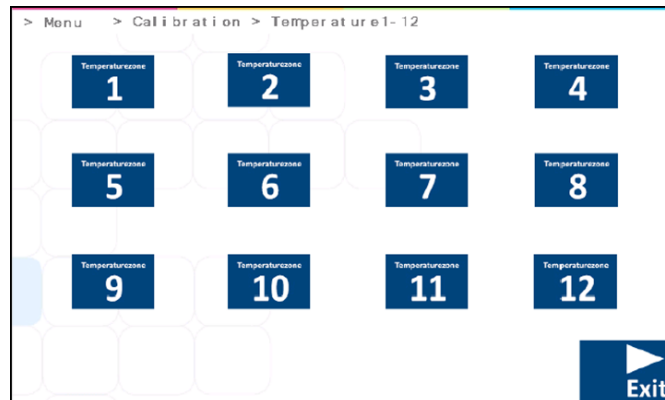 > Menu > Calibration > Temperature1-12
Temperaturezone Temperaturezone Temperaturezone Temperaturezone
1 2 3 4
Temperaturezone Temperaturezone Temperaturezone Temperaturezone
5 6 7 8
Temperaturezone Temperaturezone Temperaturezone Temperaturezone
9 10 11 12
Exit